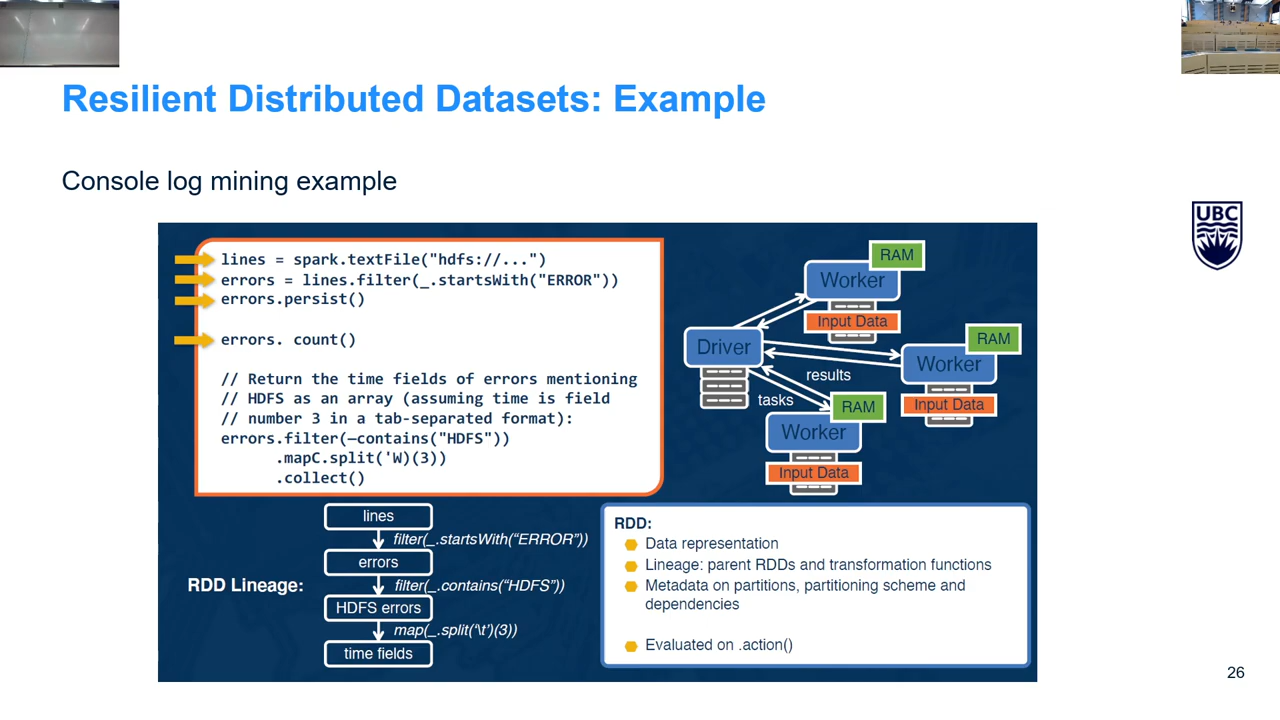 Resilient Distributed Datasets: Example
Console log mining example
UBC
lines = spark.textFile("hdfs://...")
errors = lines.filter(_.startsWith("ERROR"))
errors.persist()
errors. count()
// Return the time fields of errors mentioning
// HDFS as an array (assuming time is field
// number 3 in a tab-separated format):
errors.filter(—contains("HDFS"))
.mapC.split('W)(3))
.collect()
RAM
Worker
Input Data
Driver
RAM
Worker
Input Data
results
tasks
RAM
Worker
Input Data
RDD Lineage:
lines
filter(_.startsWith(“ERROR”))
errors
filter(_.contains(“HDFS”))
HDFS errors
map(_.split(‘\t’)(3))
time fields
RDD:
Data representation
Lineage: parent RDDs and transformation functions
Metadata on partitions, partitioning scheme and
dependencies
Evaluated on .action()
26